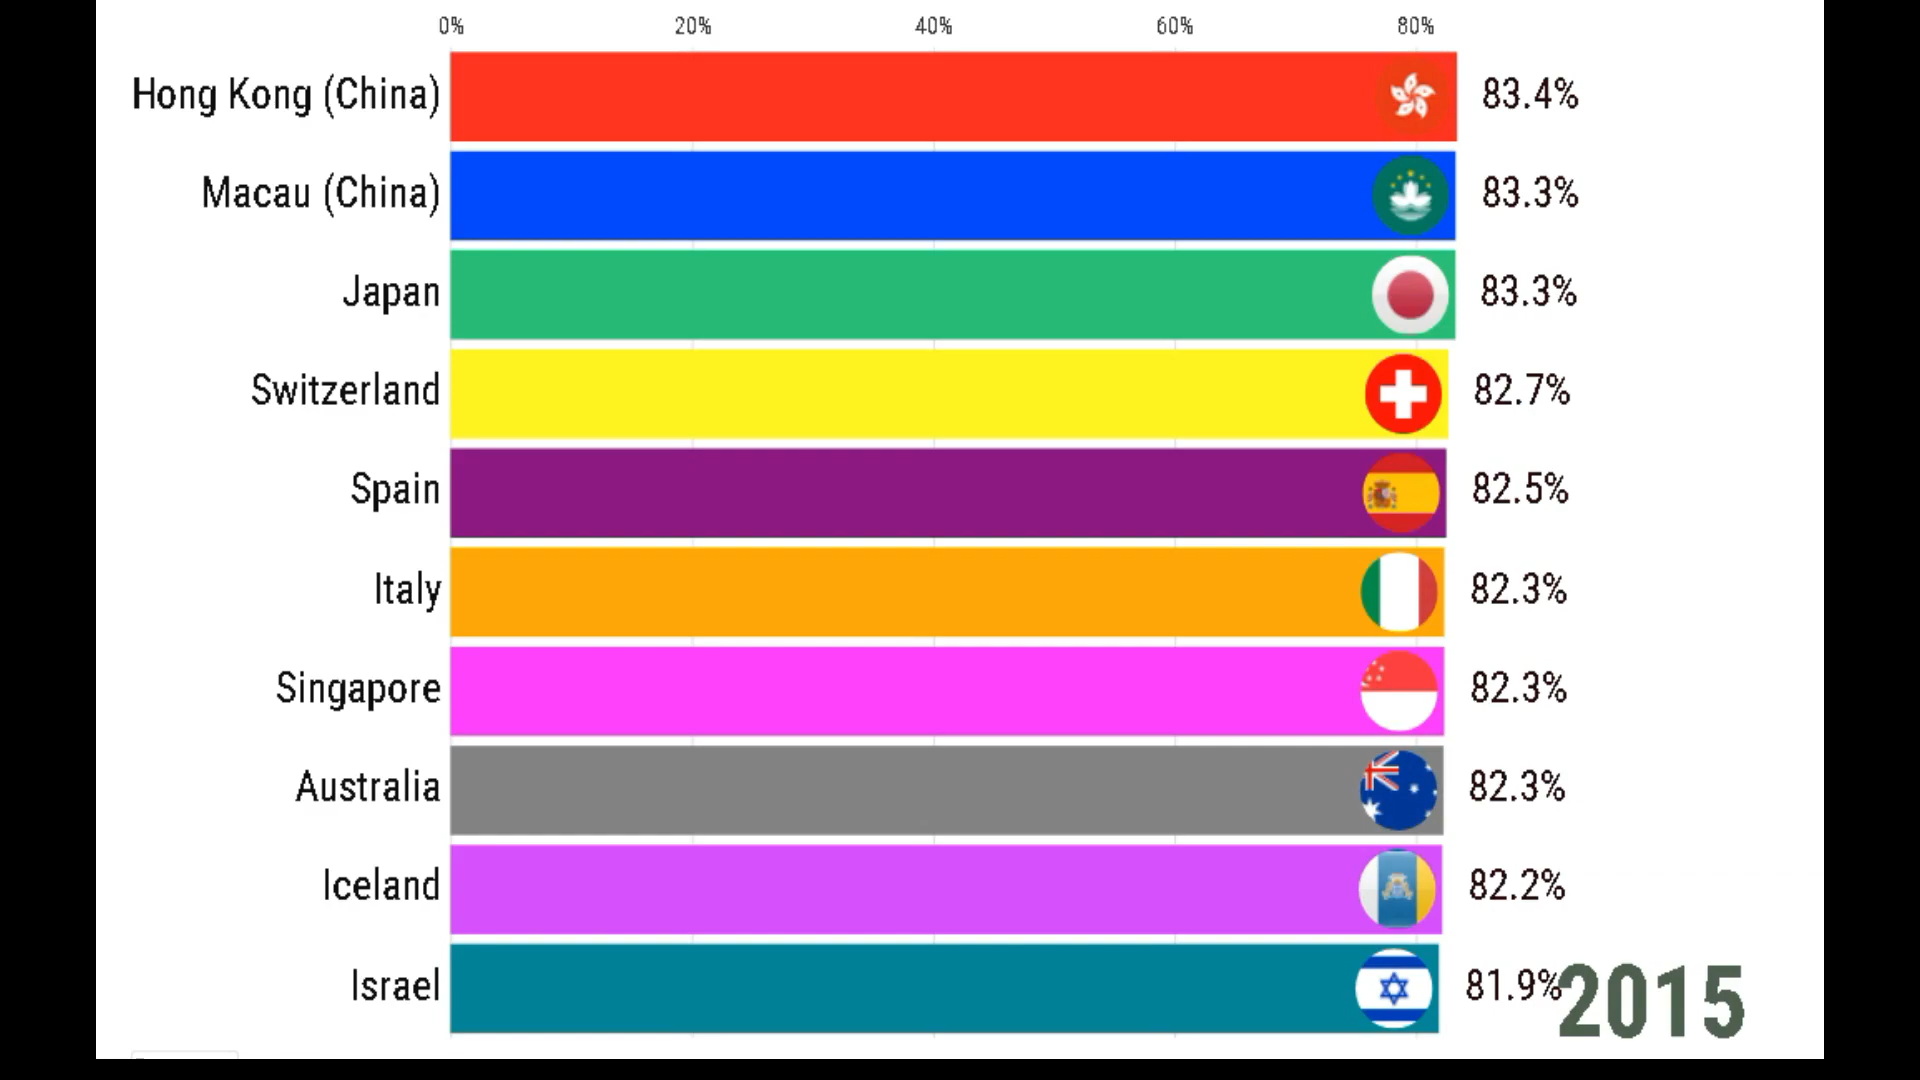 0% 20% 40% 60% 80%
Hong Kong (China) 83.4%
Macau (China) 83.3%
Japan 83.3%
Switzerland 82.7%
Spain 82.5%
Italy 82.3%
Singapore 82.3%
Australia 82.3%
Iceland 82.2%
Israel 81.9%
2015